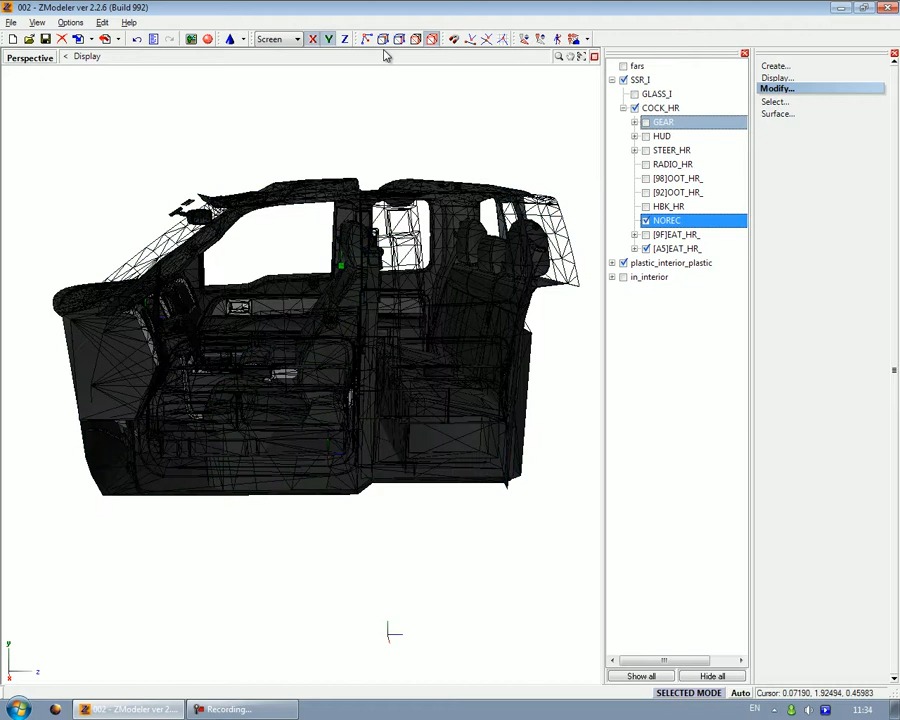 002 - ZModeler ver 2.2.6 (Build 992)
File View Options Edit Help
Screen X Y Z
Perspective < Display
fars
SSR_I
GLASS_I
COCK_HR
GEAR
HUD
STEER_HR
RADIO_HR
[98]OOT_HR_
[92]OOT_HR_
HBK_HR
NOREC
[9F]EAT_HR_
[A5]EAT_HR_
plastic_interior_plastic
in_interior
Create...
Display...
Modify...
Select...
Surface...
y
z
x
Show all Hide all
SELECTED MODE Auto Cursor: 0.07190, 1.92494, 0.45983
002 - ZModeler ver 2.... Recording... EN 11:34